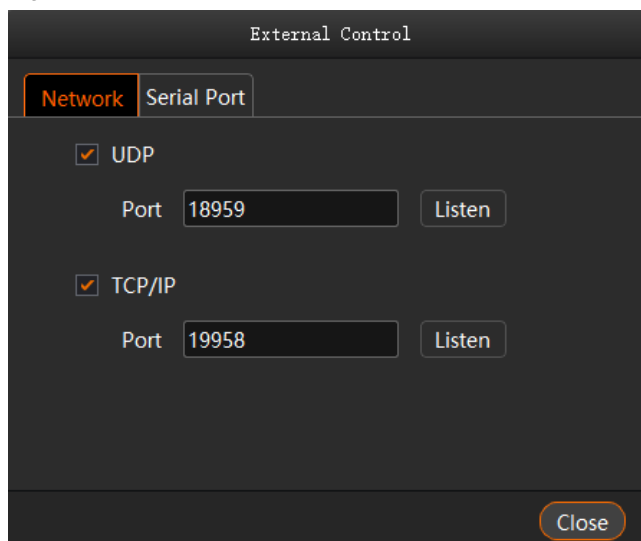 External Control
Network Serial Port
UDP
Port 18959 Listen
TCP/IP
Port 19958 Listen
Close